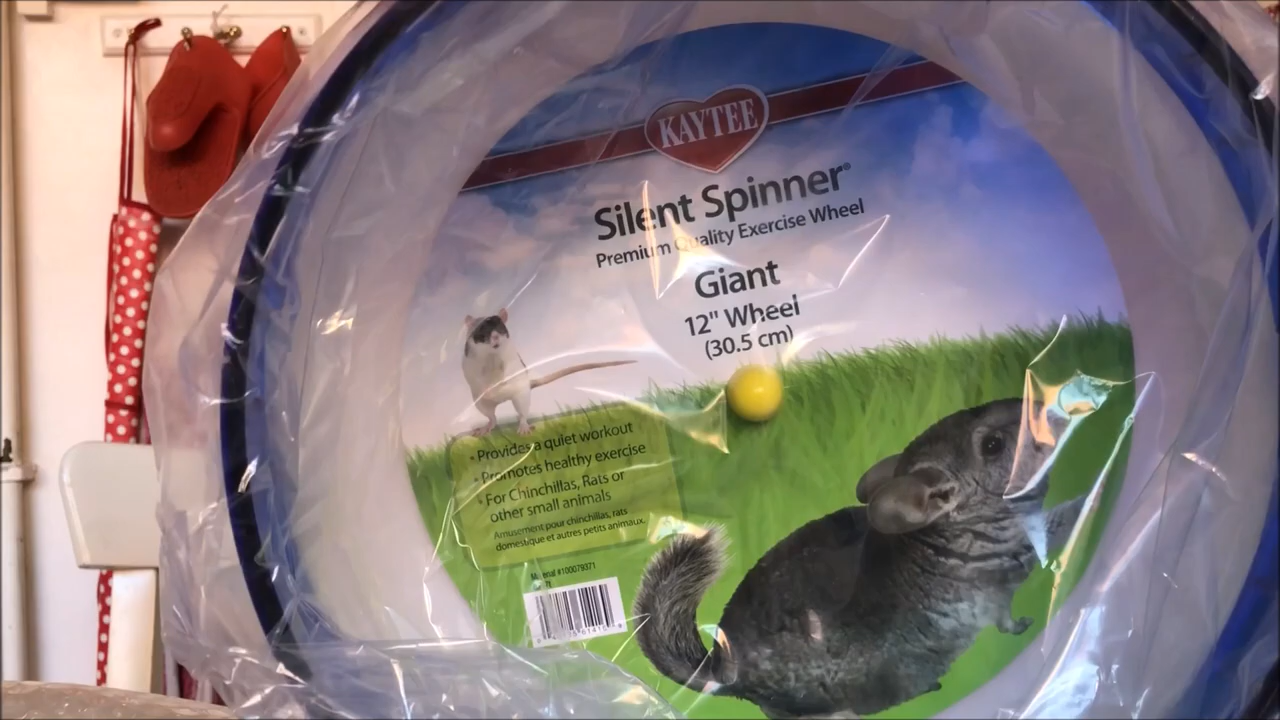 KAYTEE
Silent Spinner®
Premium Quality Exercise Wheel
Giant
12" Wheel
(30.5 cm)
• Provides a quiet workout
• Promotes healthy exercise
• For Chinchillas, Rats or
other small animals
Amusement pour chinchillas, rats
domestique et autres petits animaux.
#100079371